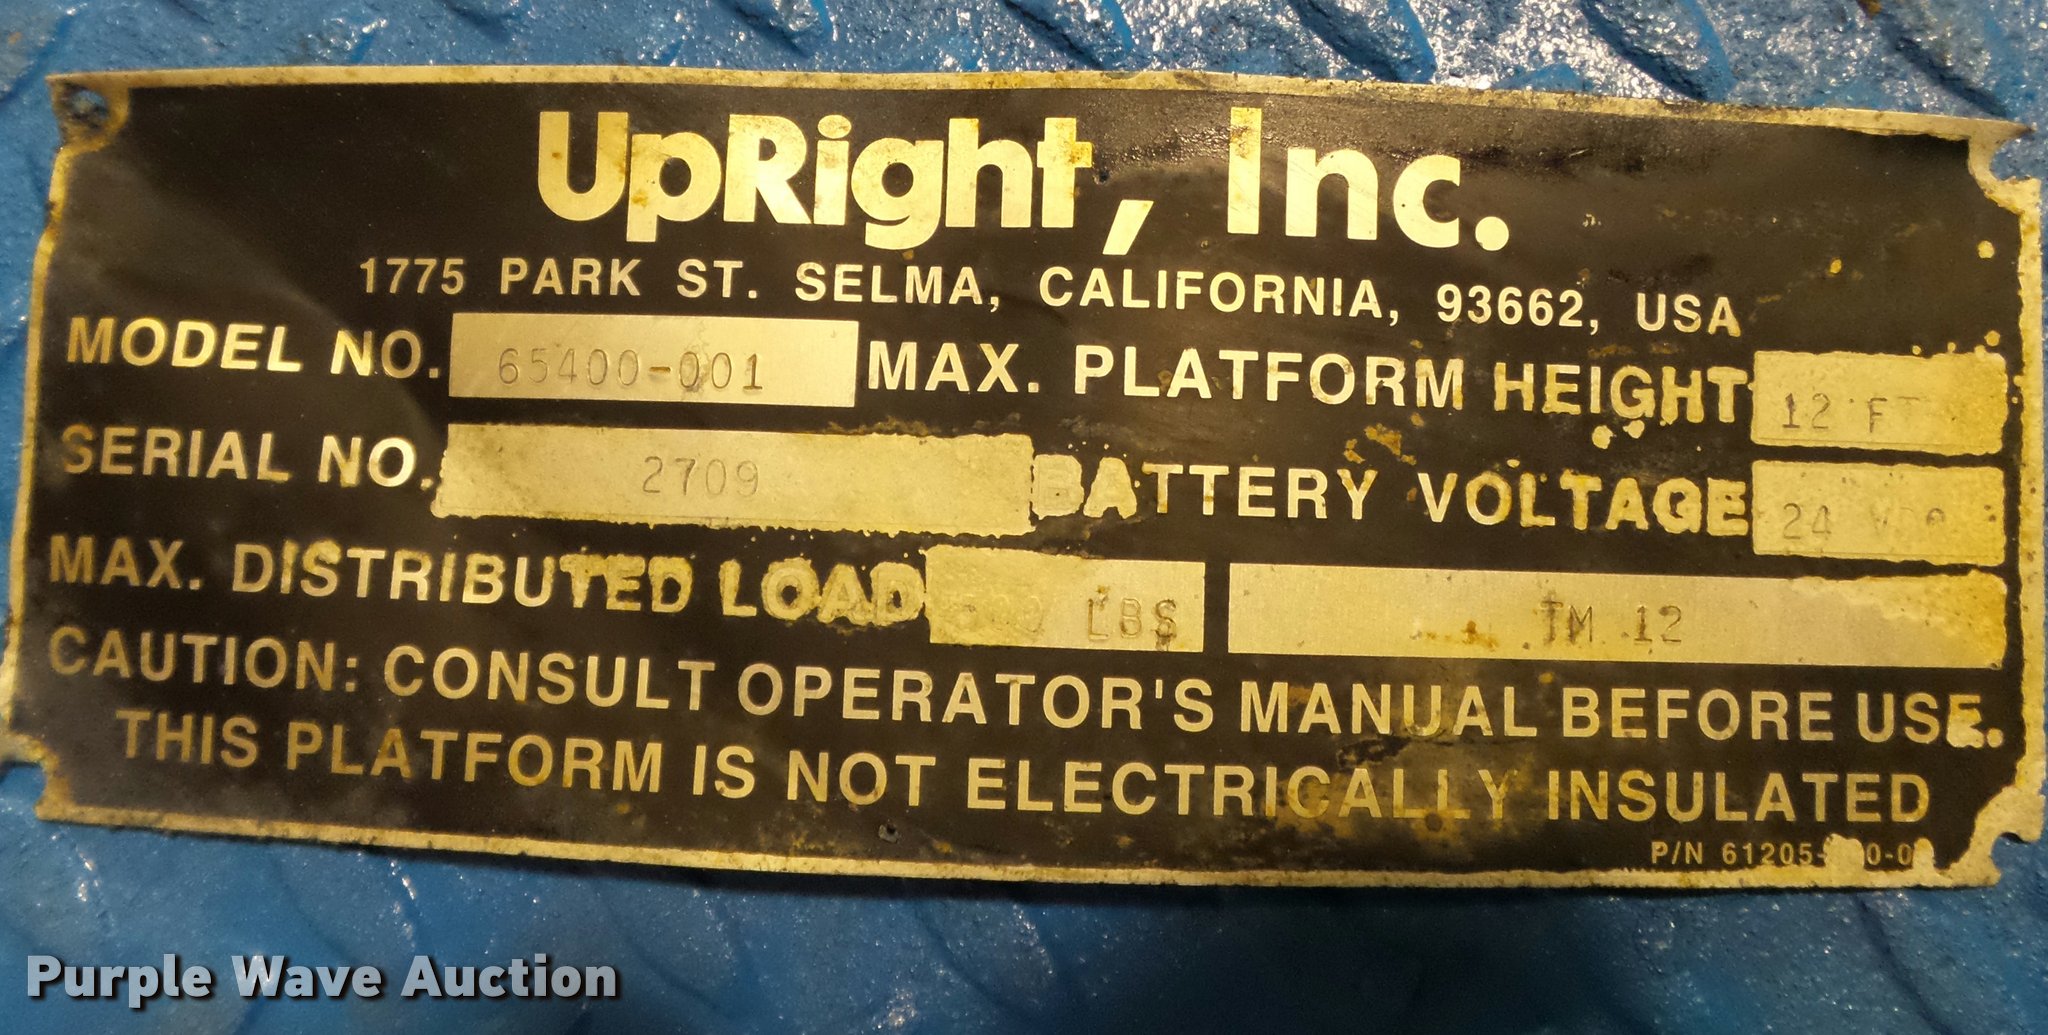 UpRight, Inc.
1775 PARK ST. SELMA, CALIFORNIA, 93662, USA
MODEL NO. 65400-001 MAX. PLATFORM HEIGHT 12 FT
SERIAL NO. 2709 BATTERY VOLTAGE 24
MAX. DISTRIBUTED LOAD LBS TM 12
CAUTION: CONSULT OPERATOR'S MANUAL BEFORE USE.
THIS PLATFORM IS NOT ELECTRICALLY INSULATED
P/N
Purple Wave Auction